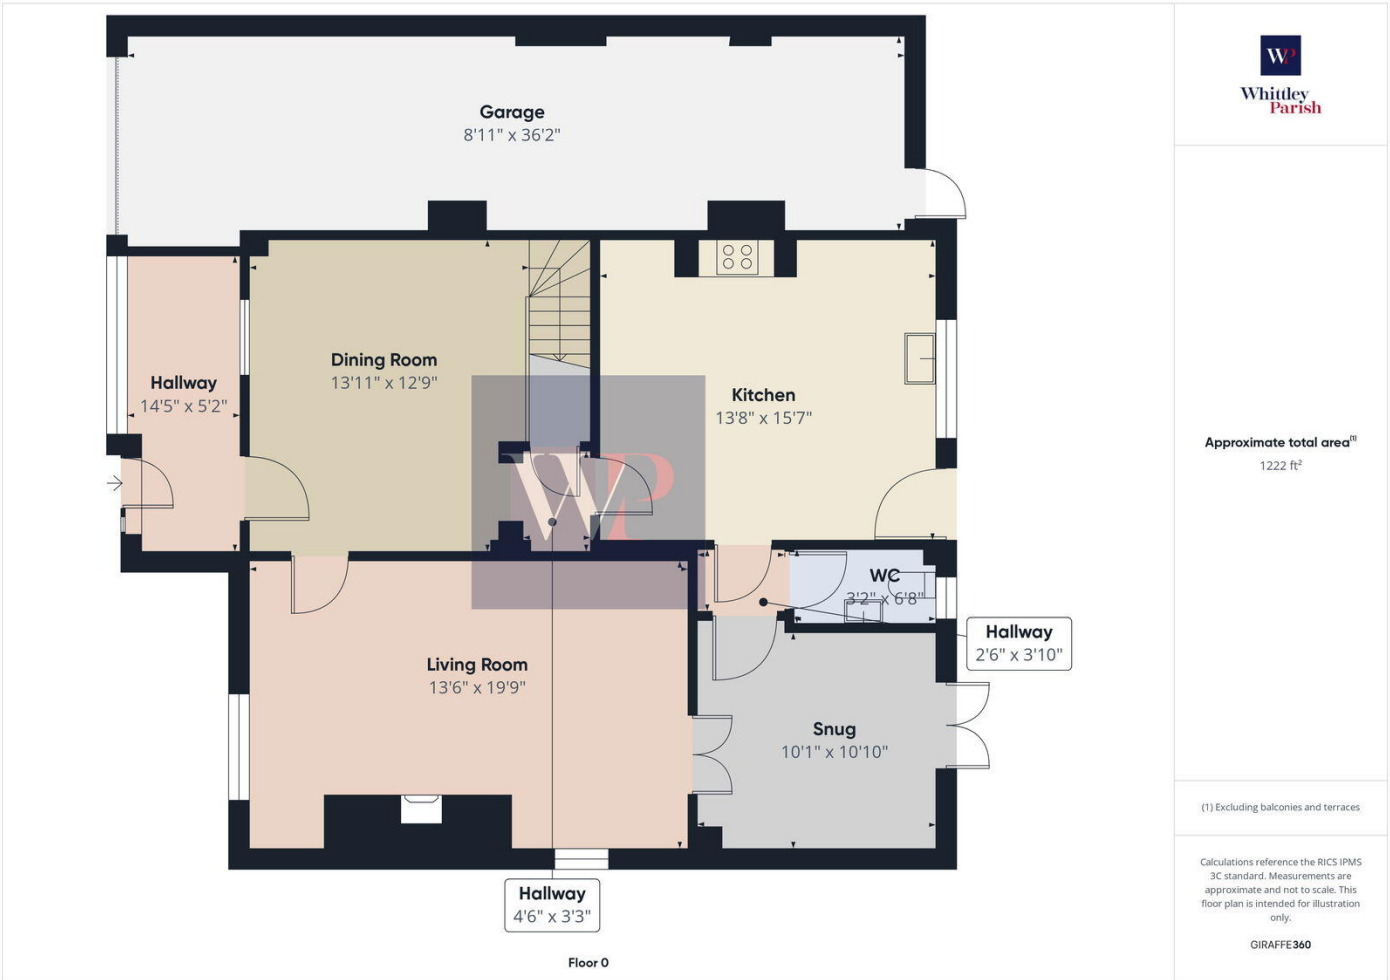 Garage
8'11" x 36'2"
Hallway
14'5" x 5'2"
Dining Room
13'11" x 12'9"
Kitchen
13'8" x 15'7"
WP
WC
3'2" x 6'8"
Hallway
2'6" x 3'10"
Living Room
13'6" x 19'9"
Snug
10'1" x 10'10"
Hallway
4'6" x 3'3"
Floor 0
WP
Whittley
Parish
Approximate total area(1)
1222 ft²
(1) Excluding balconies and terraces
Calculations reference the RICS IPMS
3C standard. Measurements are
approximate and not to scale. This
floor plan is intended for illustration
only.
GIRAFFE360